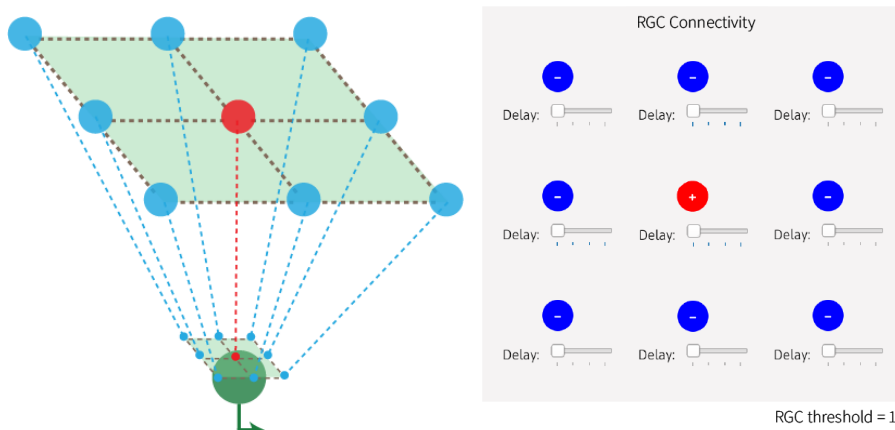 RGC Connectivity
- - -
Delay: Delay: Delay:
- + -
Delay: Delay: Delay:
- - -
Delay: Delay: Delay:
RGC threshold = 1